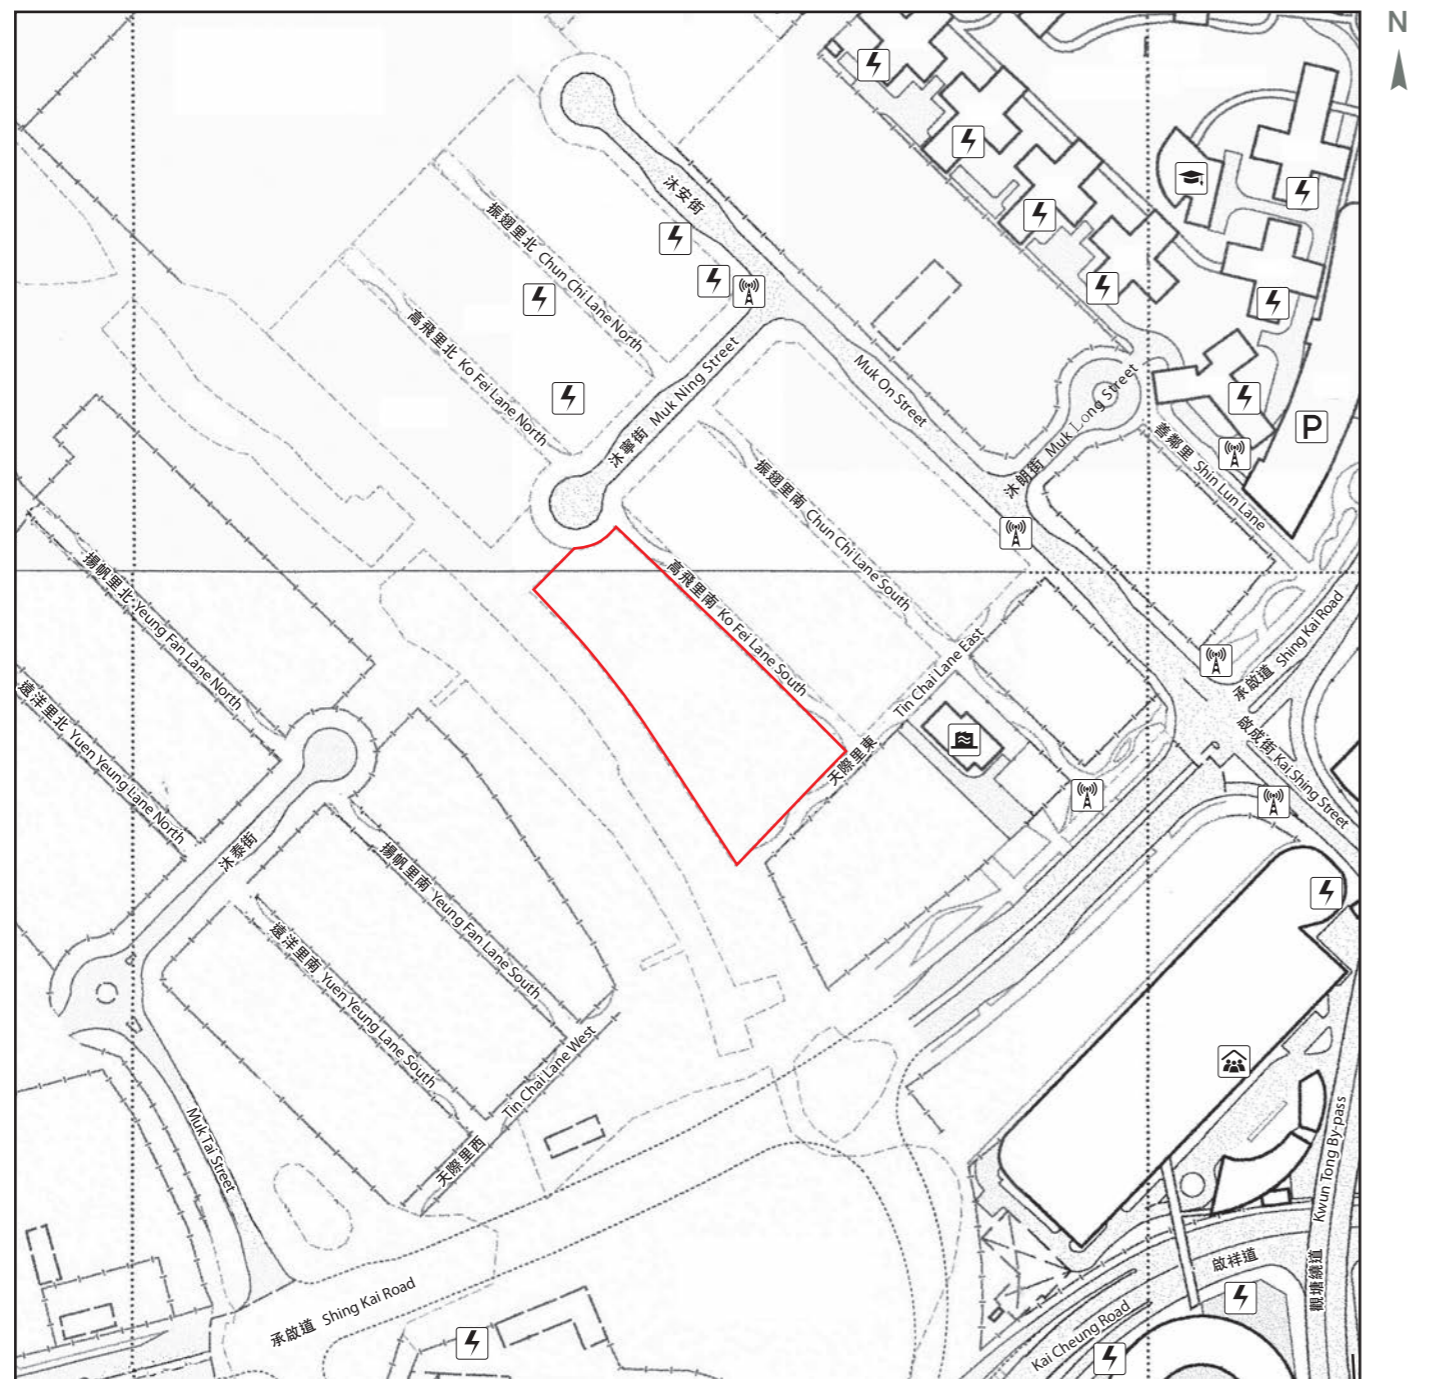 N
沐安街
振翅里北 Chun Chi Lane North
高飛里北 Ko Fei Lane North
沐寧街 Muk Ning Street
Muk On Street
沐朗街 Muk Long Street
善鄰里 Shin Lun Lane
P
振翅里南 Chun Chi Lane South
高飛里南 Ko Fei Lane South
揚帆里北 Yeung Fan Lane North
遠洋里北 Yuen Yeung Lane North
天際里東 Tin Chai Lane East
承啟道 Shing Kai Road
啟成街 Kai Shing Street
沐泰街
揚帆里南 Yeung Fan Lane South
遠洋里南 Yuen Yeung Lane South
天際里西 Tin Chai Lane West
Muk Tai Street
承啟道 Shing Kai Road
啟祥道
Kai Cheung Road
觀塘繞道 Kwun Tong By-pass